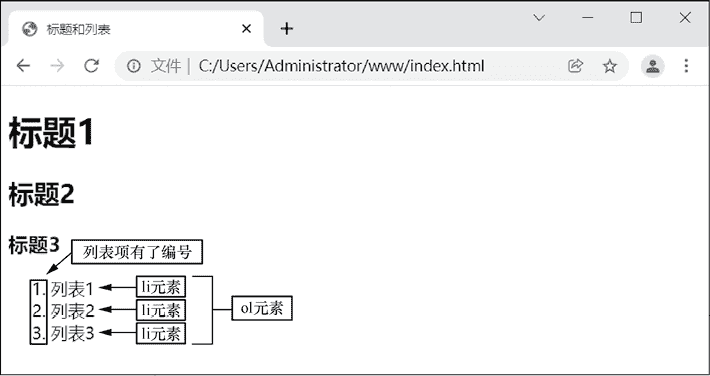 标题和列表
文件 | C:/Users/Administrator/www/index.html
标题1
标题2
标题3
列表项有了编号
1. 列表1 li元素
2. 列表2 li元素
3. 列表3 li元素
ol元素